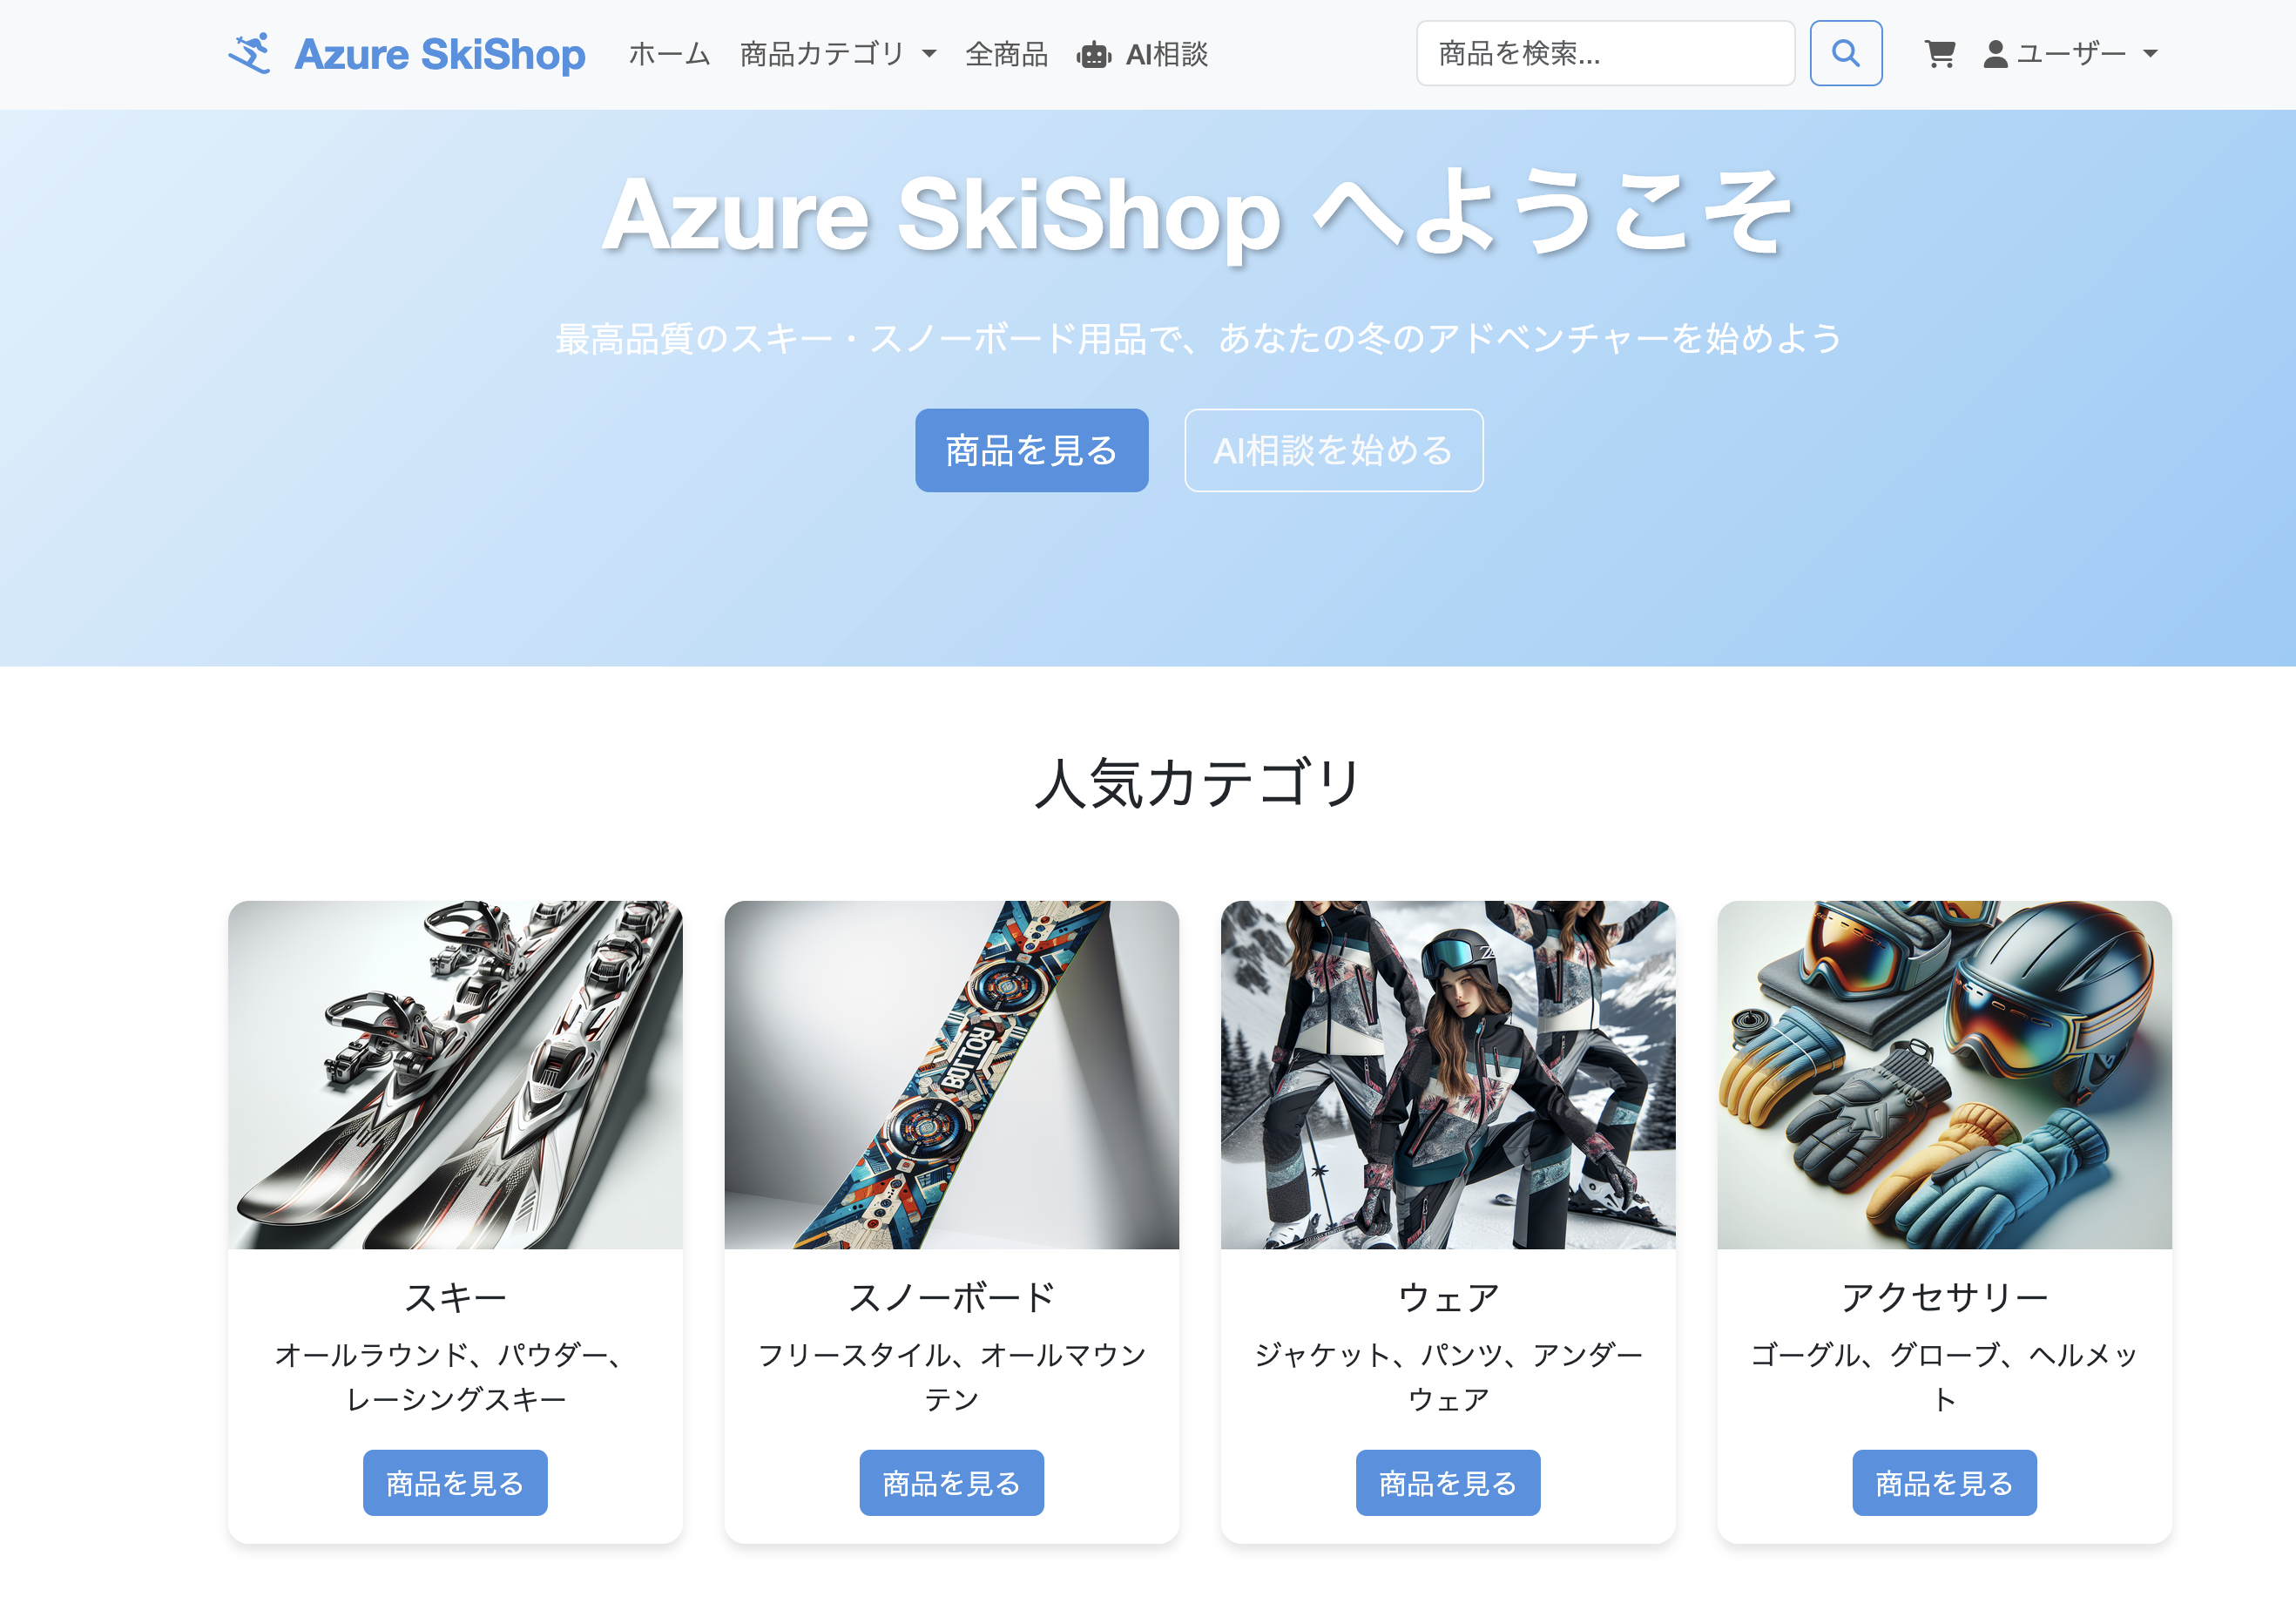 Azure SkiShop ホーム 商品カテゴリ 全商品 AI相談 商品を検索... ユーザー
Azure SkiShop へようこそ
最高品質のスキー・スノーボード用品で、あなたの冬のアドベンチャーを始めよう
商品を見る AI相談を始める
人気カテゴリ
BUTTOR
スキー
オールラウンド、パウダー、
レーシングスキー
商品を見る
スノーボード
フリースタイル、オールマウン
テン
商品を見る
ウェア
ジャケット、パンツ、アンダー
ウェア
商品を見る
アクセサリー
ゴーグル、グローブ、ヘルメッ
ト
商品を見る